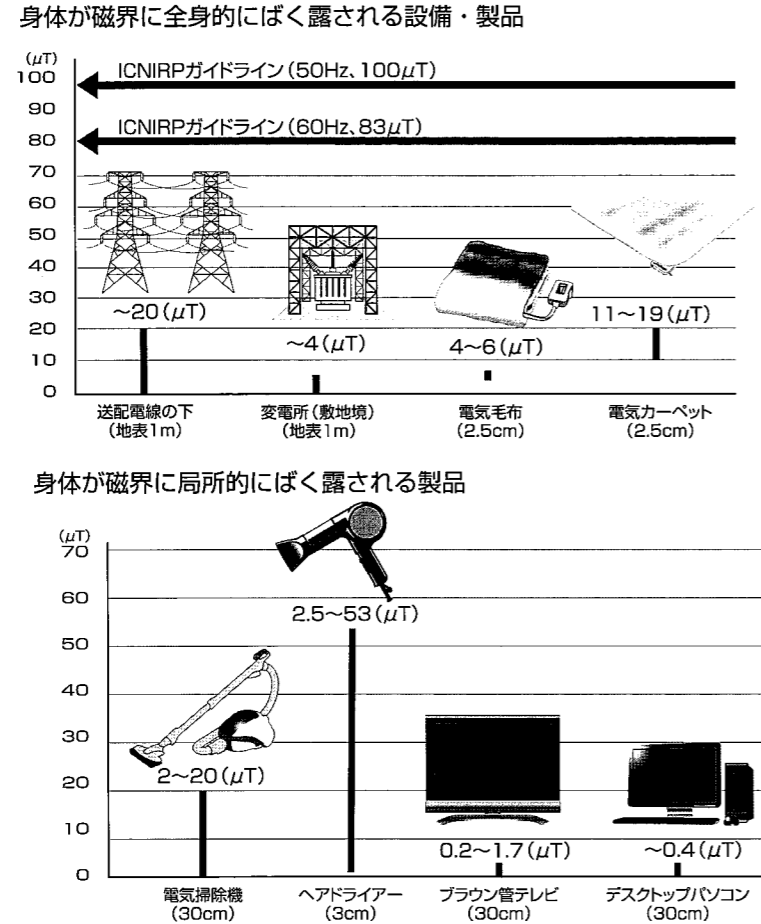 身体が磁界に全身的にばく露される設備・製品
(μT)
100
ICNIRPガイドライン(50Hz、100μT)
90
ICNIRPガイドライン(60Hz、83μT)
80
70
60
50
40
30
~20(μT)
11~19(μT)
20
~4(μT)
4~6(μT)
10
0
送配電線の下
(地表1m)
変電所(敷地境)
(地表1m)
電気毛布
(2.5cm)
電気カーペット
(2.5cm)
身体が磁界に局所的にばく露される製品
(μT)
70
60
2.5~53(μT)
50
40
30
2~20(μT)
20
10
0.2~1.7(μT)
~0.4(μT)
0
電気掃除機
(30cm)
ヘアドライアー
(3cm)
ブラウン管テレビ
(30cm)
デスクトップパソコン
(30cm)